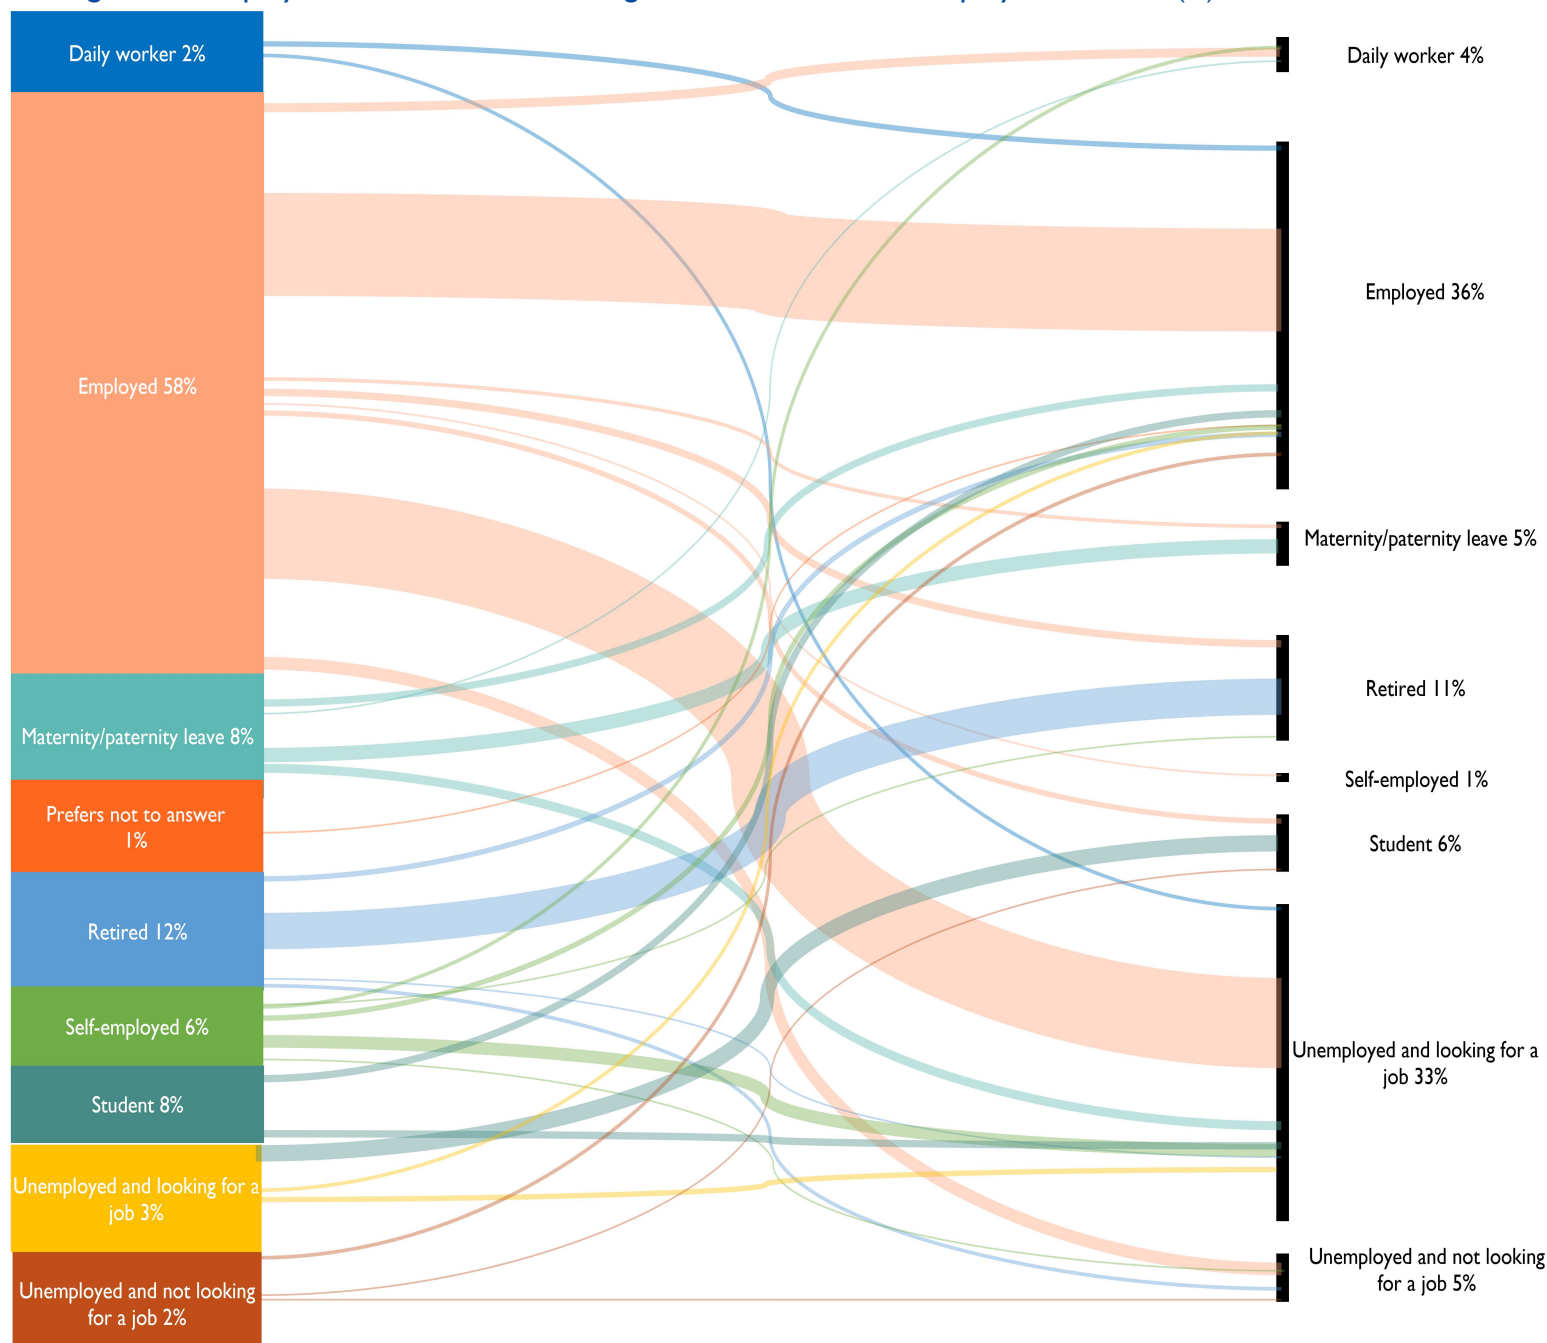 Daily worker 2%
Employed 58%
Maternity/paternity leave 8%
Prefers not to answer
1%
Retired 12%
Self-employed 6%
Student 8%
Unemployed and looking for a
job 3%
Unemployed and not looking
for a job 2%
Daily worker 4%
Employed 36%
Maternity/paternity leave 5%
Retired 11%
Self-employed 1%
Student 6%
Unemployed and looking for a
job 33%
Unemployed and not looking
for a job 5%